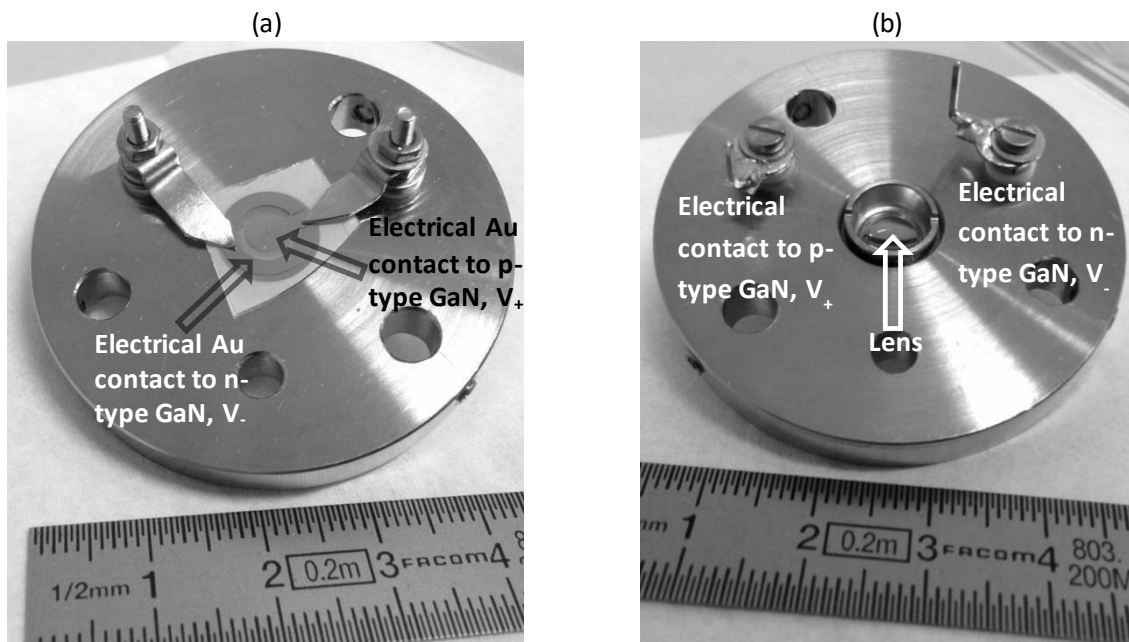 (a)
Electrical Au
contact to p-
type GaN, V+
Electrical Au
contact to n-
type GaN, V-
1/2mm 1 2 0.2m 3 FACOM 4
(b)
Electrical
contact to p-
type GaN, V+
Electrical
contact to n-
type GaN, V-
Lens
mm 1 2 0.2m 3 FACOM 4 803.
200M